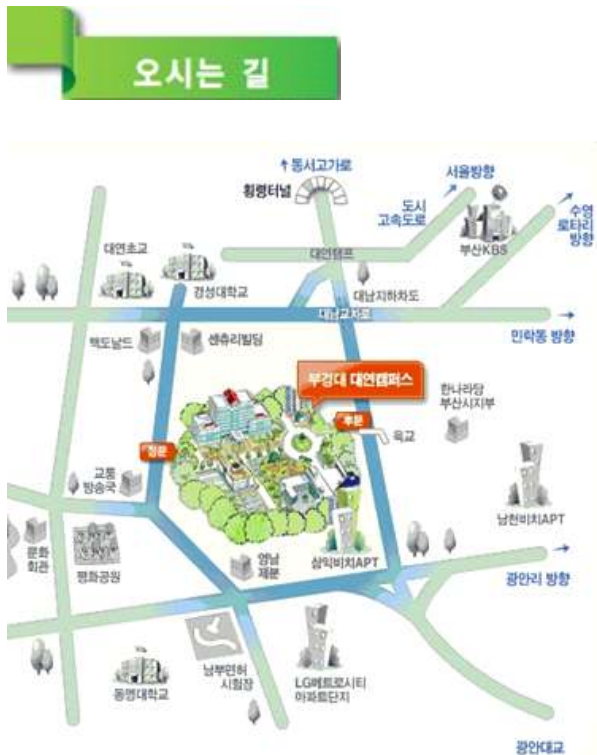 오시는 길
동서고가로
서울방향
횡령터널
도시
고속도로
수영
로타리
방향
부산KBS
대연초교
대연램프
경성대학교
대남지하차도
대남교차로
맥도날드
센츄리빌딩
민락동 방향
부경대 대연캠퍼스
한나라당
부산시지부
후문
육교
정문
교통
방송국
남천비치APT
문화
회관
평화공원
영남
제분
삼익비치APT
광안리 방향
남부면허
시험장
동명대학교
LG메트로시티
아파트단지
광안대교